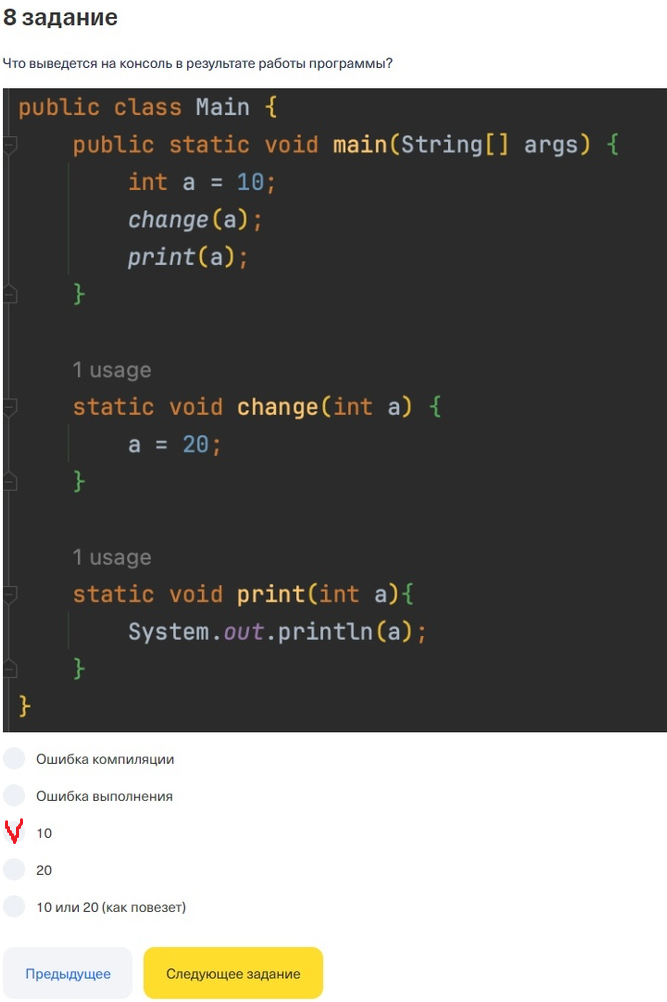 8 задание
Что выведется на консоль в результате работы программы?
public class Main {
public static void main(String[] args) {
int a = 10;
change(a);
print(a);
}
1 usage
static void change(int a) {
a = 20;
}
1 usage
static void print(int a){
System.out.println(a);
}
}
Ошибка компиляции
Ошибка выполнения
10
20
10 или 20 (как повезет)
Предыдущее Следующее задание